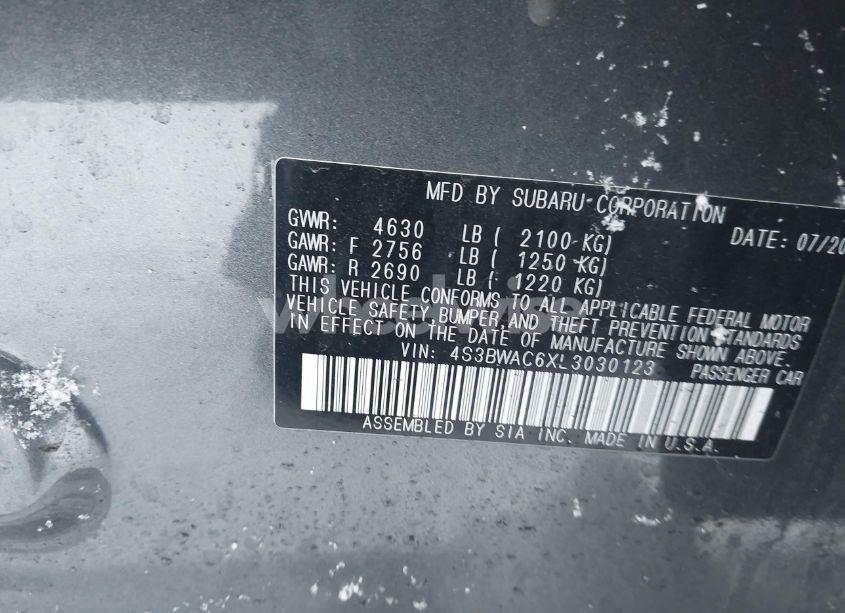 MFD BY SUBARU CORPORATION
GVWR: 4630 LB ( 2100 KG) DATE: 07/20
GAWR: F 2756 LB ( 1250 KG)
GAWR: R 2690 LB ( 1220 KG)
THIS VEHICLE CONFORMS TO ALL APPLICABLE FEDERAL MOTOR
VEHICLE SAFETY, BUMPER, AND THEFT PREVENTION STANDARDS
IN EFFECT ON THE DATE OF MANUFACTURE SHOWN ABOVE.
VIN: 4S3BWAC6XL3030123 PASSENGER CAR
ASSEMBLED BY SIA INC. MADE IN U.S.A.